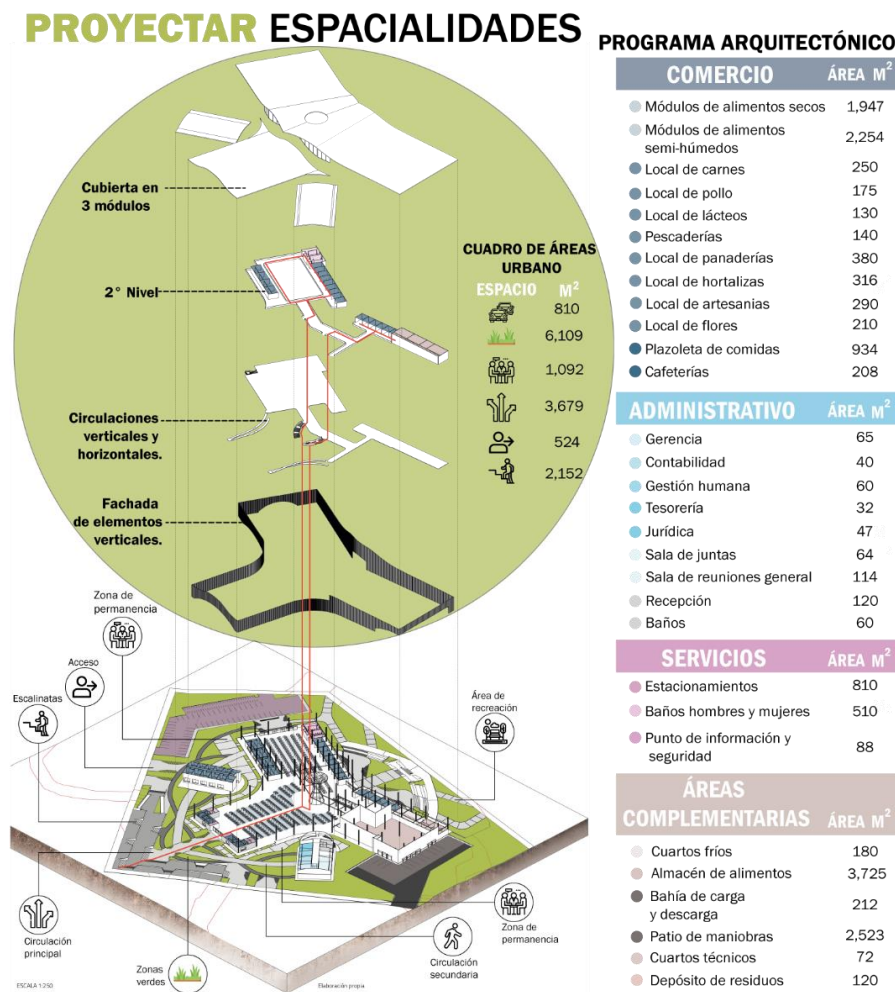 PROYECTAR ESPACIALIDADES
Cubierta en
3 módulos
2° Nivel
Circulaciones
verticales y
horizontales.
Fachada
de elementos
verticales.
CUADRO DE ÁREAS
URBANO
ESPACIO M²
810
6,109
1,092
3,679
524
2,152
Zona de
permanencia
Acceso
Escalinatas
Área de
recreación
Circulación
principal
Zonas
verdes
Circulación
secundaria
Zona de
permanencia
ESCALA 1:250
Elaboración propia
PROGRAMA ARQUITECTÓNICO
COMERCIO ÁREA M²
Módulos de alimentos secos 1,947
Módulos de alimentos
semi-húmedos 2,254
Local de carnes 250
Local de pollo 175
Local de lácteos 130
Pescaderías 140
Local de panaderías 380
Local de hortalizas 316
Local de artesanias 290
Local de flores 210
Plazoleta de comidas 934
Cafeterías 208
ADMINISTRATIVO ÁREA M²
Gerencia 65
Contabilidad 40
Gestión humana 60
Tesorería 32
Jurídica 47
Sala de juntas 64
Sala de reuniones general 114
Recepción 120
Baños 60
SERVICIOS ÁREA M²
Estacionamientos 810
Baños hombres y mujeres 510
Punto de información y
seguridad 88
ÁREAS
COMPLEMENTARIAS ÁREA M²
Cuartos fríos 180
Almacén de alimentos 3,725
Bahía de carga
y descarga 212
Patio de maniobras 2,523
Cuartos técnicos 72
Depósito de residuos 120